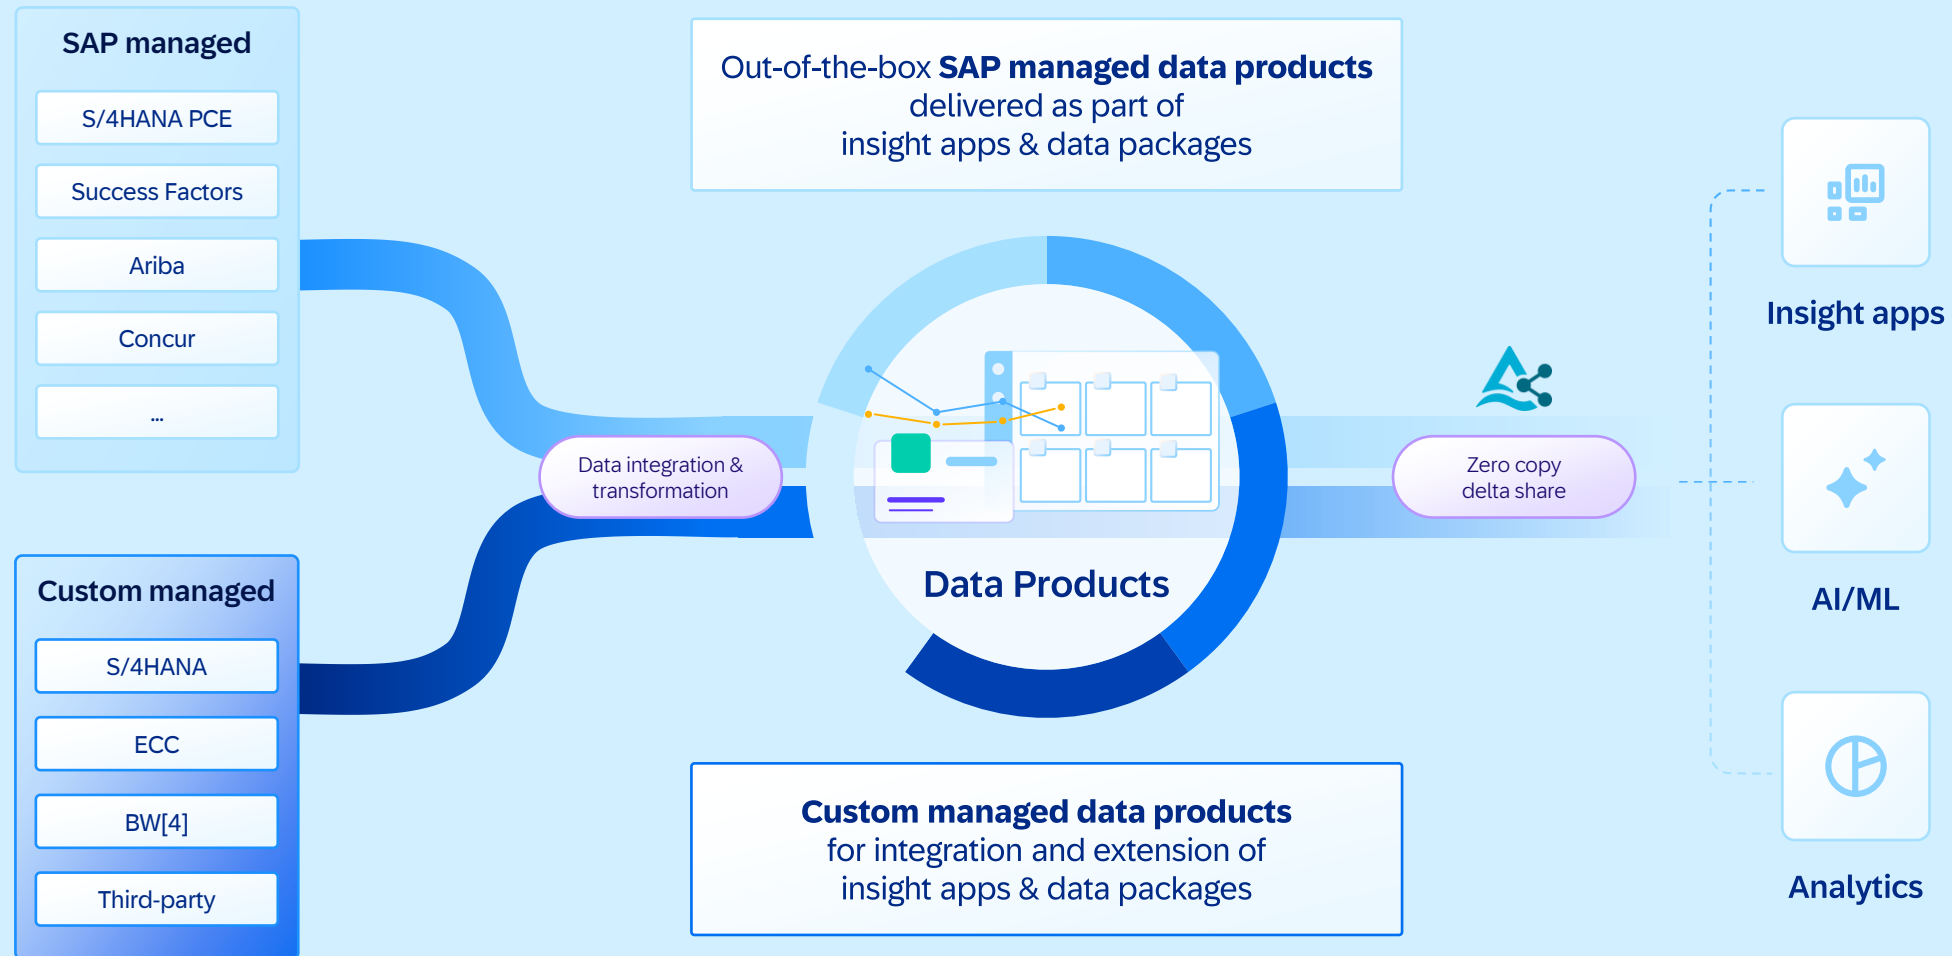 SAP managed
S/4HANA PCE
Success Factors
Ariba
Concur
...
Custom managed
S/4HANA
ECC
BW[4]
Third-party
Data integration &
transformation
Out-of-the-box SAP managed data products
delivered as part of
insight apps & data packages
Data Products
Custom managed data products
for integration and extension of
insight apps & data packages
Zero copy
delta share
Insight apps
AI/ML
Analytics